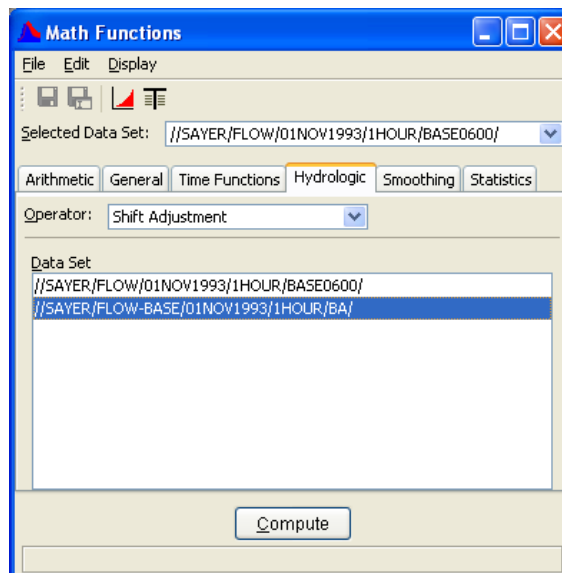 Math Functions
File Edit Display
Selected Data Set: //SAYER/FLOW/01NOV1993/1HOUR/BASE0600/
Arithmetic General Time Functions Hydrologic Smoothing Statistics
Operator: Shift Adjustment
Data Set
//SAYER/FLOW/01NOV1993/1HOUR/BASE0600/
//SAYER/FLOW-BASE/01NOV1993/1HOUR/BA/
Compute